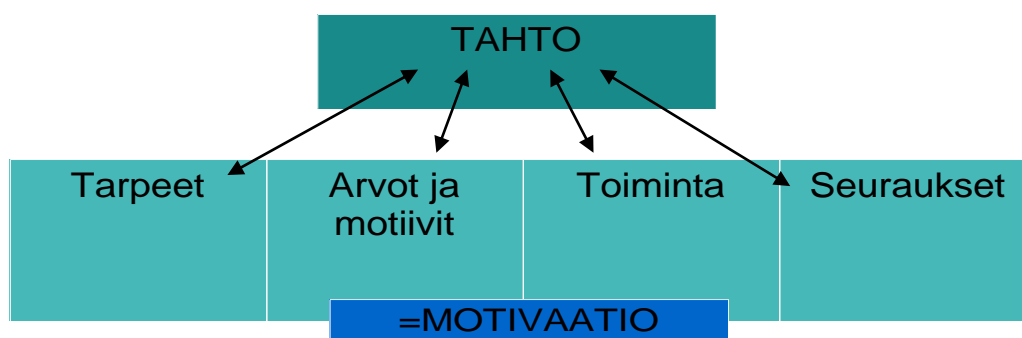 TAHTO
Tarpeet
Arvot ja
motiivit
Toiminta
Seuraukset
=MOTIVAATIO